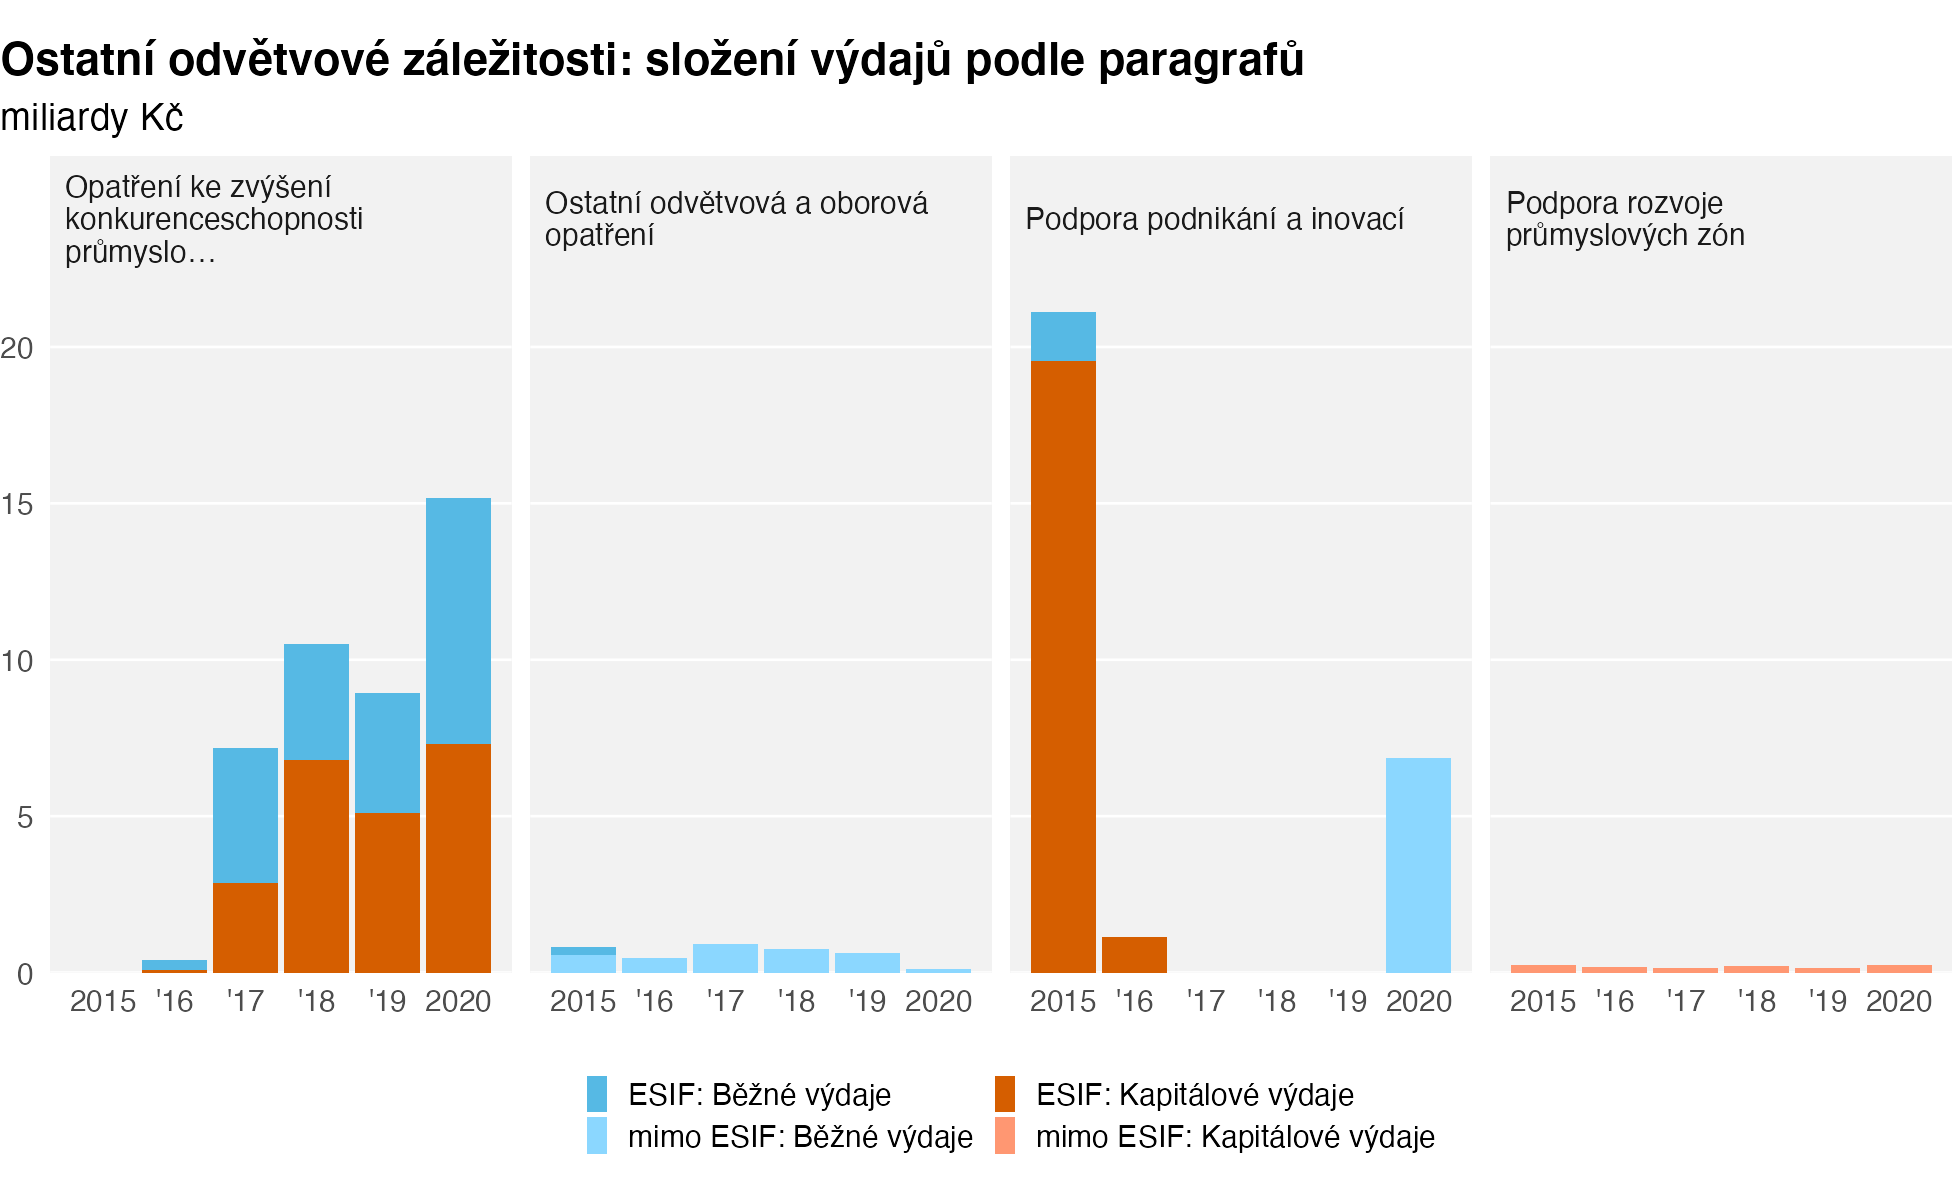 Ostatní odvětvové záležitosti: složení výdajů podle paragrafů
miliardy Kč
Opatření ke zvýšení
konkurenceschopnosti
průmyslo…
Ostatní odvětvová a oborová
opatření
Podpora podnikání a inovací
Podpora rozvoje
průmyslových zón
20
15
10
5
0
2015 '16 '17 '18 '19 2020
2015 '16 '17 '18 '19 2020
2015 '16 '17 '18 '19 2020
2015 '16 '17 '18 '19 2020
ESIF: Běžné výdaje
mimo ESIF: Běžné výdaje
ESIF: Kapitálové výdaje
mimo ESIF: Kapitálové výdaje